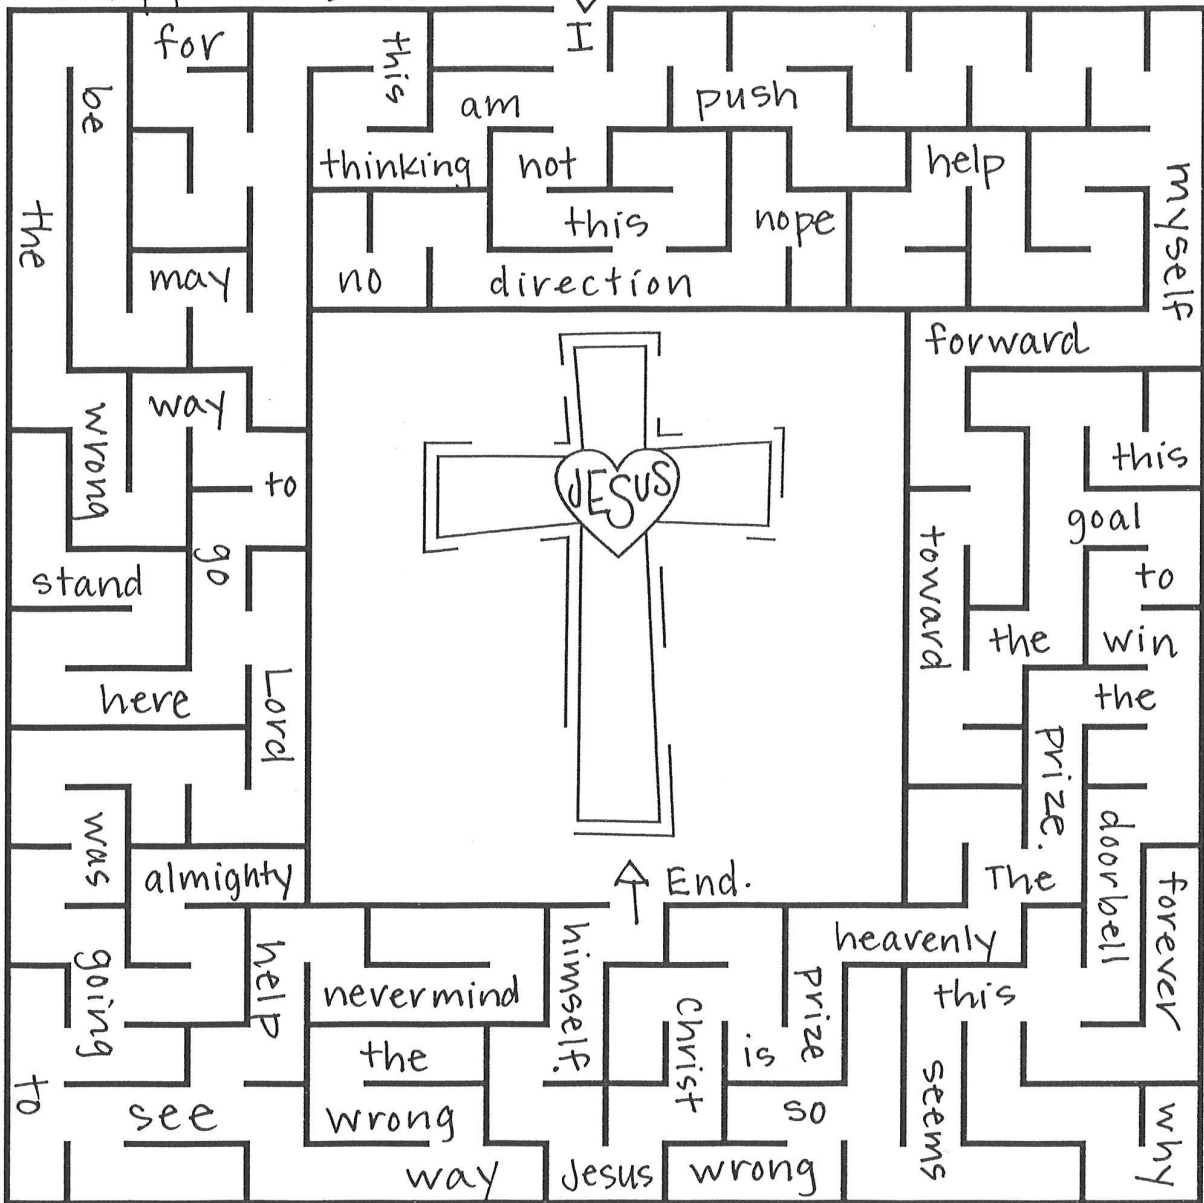 for
this
I
be
am
push
thinking
not
help
the
this
nope
myself
may
no
direction
forward
way
wrong
to
this
JESUS
goal
go
toward
stand
to
the
win
Lord
here
the
prize.
was
doorbell
almighty
End.
The
forever
going
help
himself.
heavenly
nevermind
prize
this
Christ
the
is
to
see
wrong
so
seems
why
way
Jesus
wrong